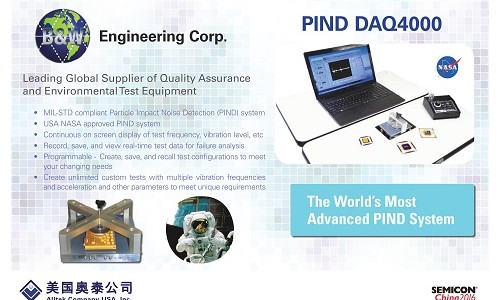 B&W
Engineering Corp.
Leading Global Supplier of Quality Assurance
and Environmental Test Equipment
• MIL-STD compliant Particle Impact Noise Detection (PIND) system
• USA NASA approved PIND system
• Continuous on screen display of test frequency, vibration level, etc
• Record, save, and view real-time test data for failure analysis
• Programmable - Create, save, and recall test configurations to meet
your changing needs
• Create unlimited custom tests with multiple vibration frequencies
and acceleration and other parameters to meet unique requirements
美国奥泰公司
Alltek Company USA, Inc
PIND DAQ4000
NASA
The World's Most
Advanced PIND System
SEMICON
China2016